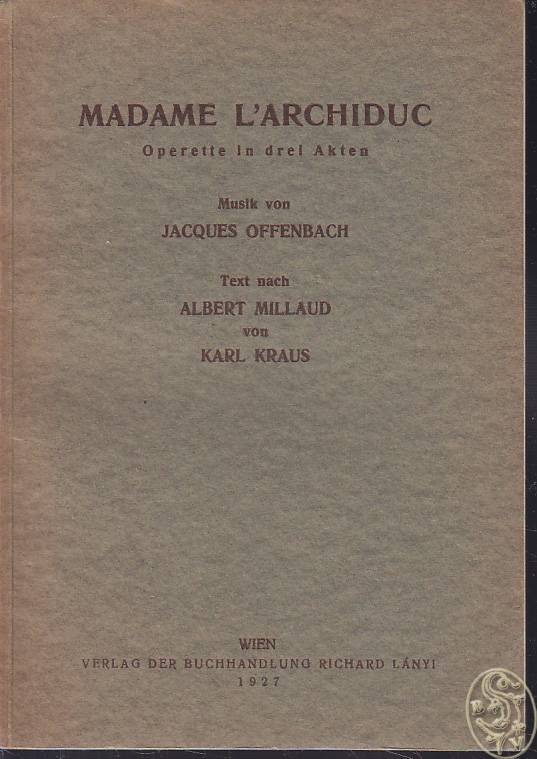 MADAME L'ARCHIDUC
Operette in drei Akten
Musik von
JACQUES OFFENBACH
Text nach
ALBERT MILLAUD
von
KARL KRAUS
WIEN
VERLAG DER BUCHHANDLUNG RICHARD LÁNYI
1927